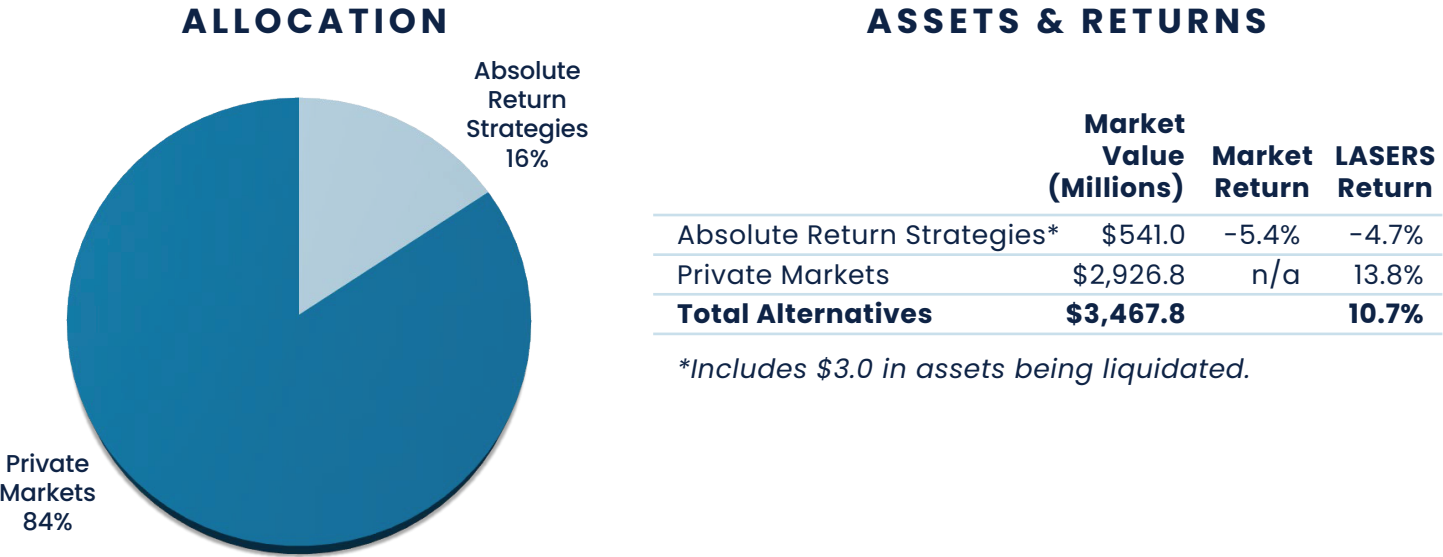 ALLOCATION
Absolute
Return
Strategies
16%
Private
Markets
84%
ASSETS & RETURNS
Market
Value
(Millions)
Market
Return
LASERS
Return
Absolute Return Strategies* $541.0 -5.4% -4.7%
Private Markets $2,926.8 n/a 13.8%
Total Alternatives $3,467.8 10.7%
*Includes $3.0 in assets being liquidated.